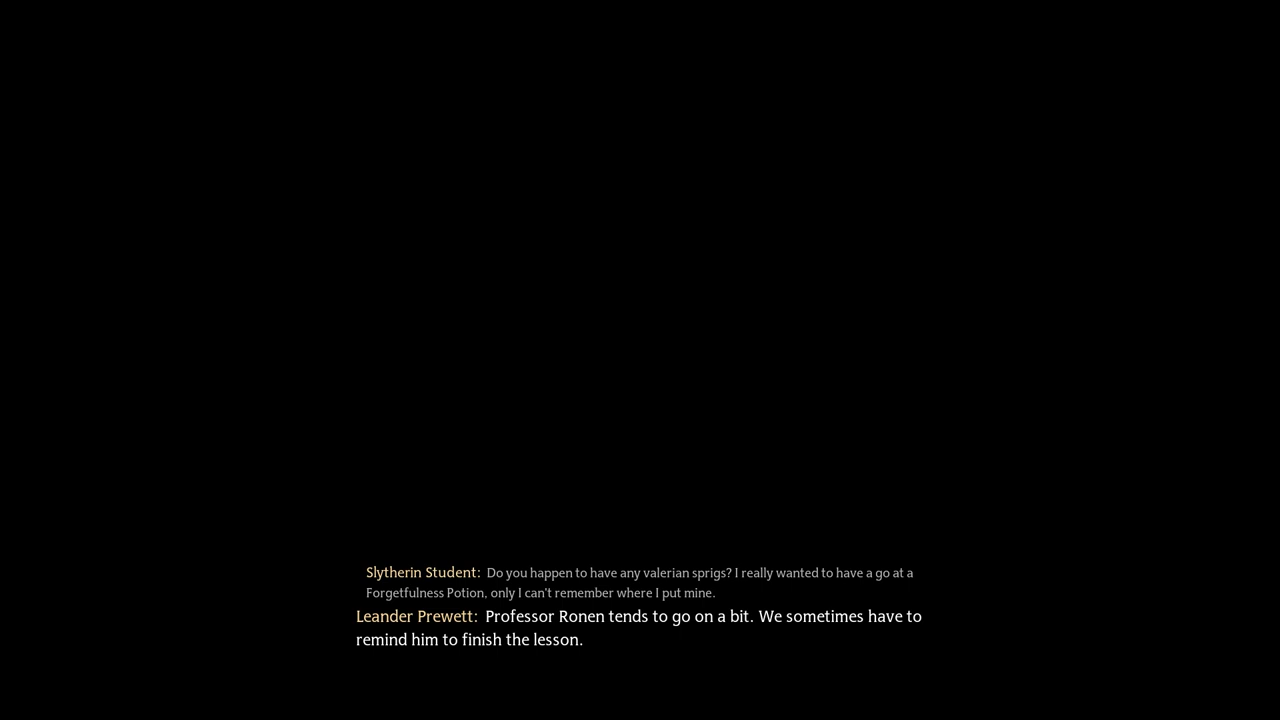 Slytherin Student: Do you happen to have any valerian sprigs? I really wanted to have a go at a
Forgetfulness Potion, only I can't remember where I put mine.
Leander Prewett: Professor Ronen tends to go on a bit. We sometimes have to
remind him to finish the lesson.